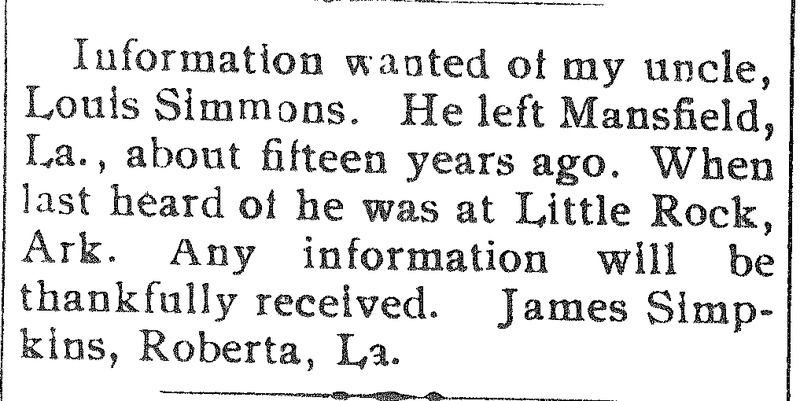 Information wanted of my uncle,
Louis Simmons. He left Mansfield,
La., about fifteen years ago. When
last heard of he was at Little Rock,
Ark. Any information will be
thankfully received. James Simp-
kins, Roberta, La.